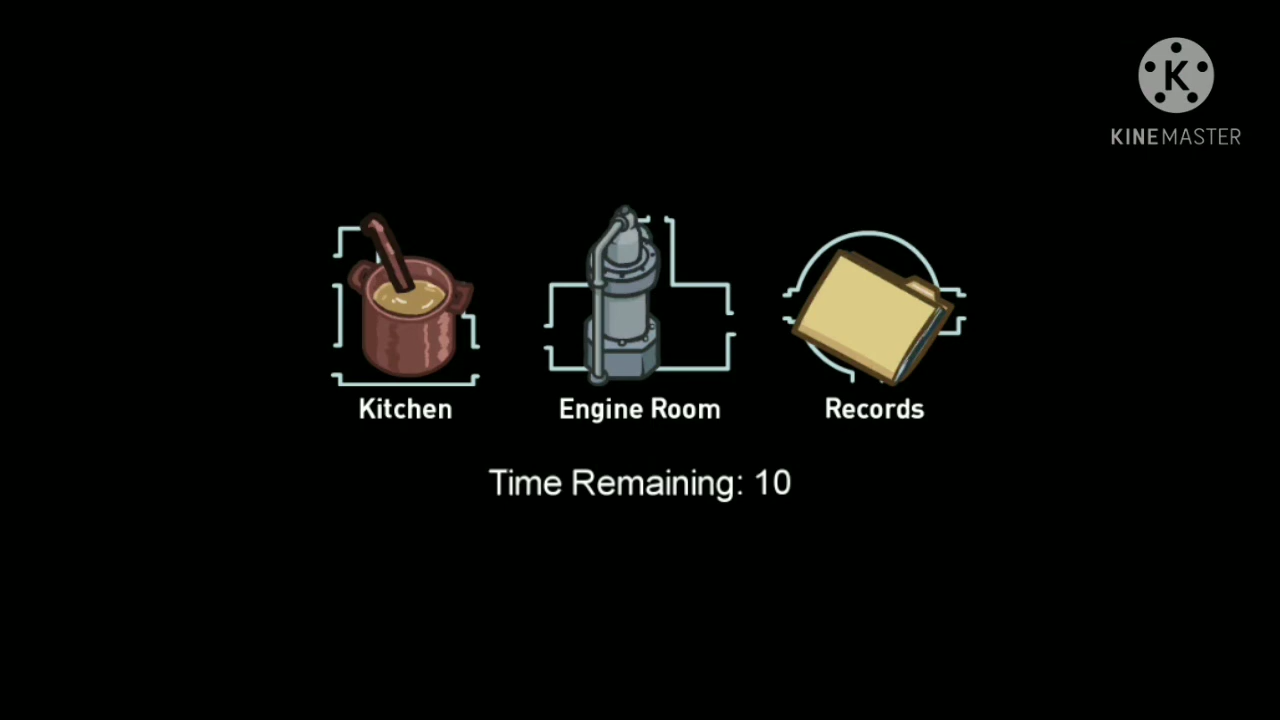 K
KINEMASTER
Kitchen
Engine Room
Records
Time Remaining: 10